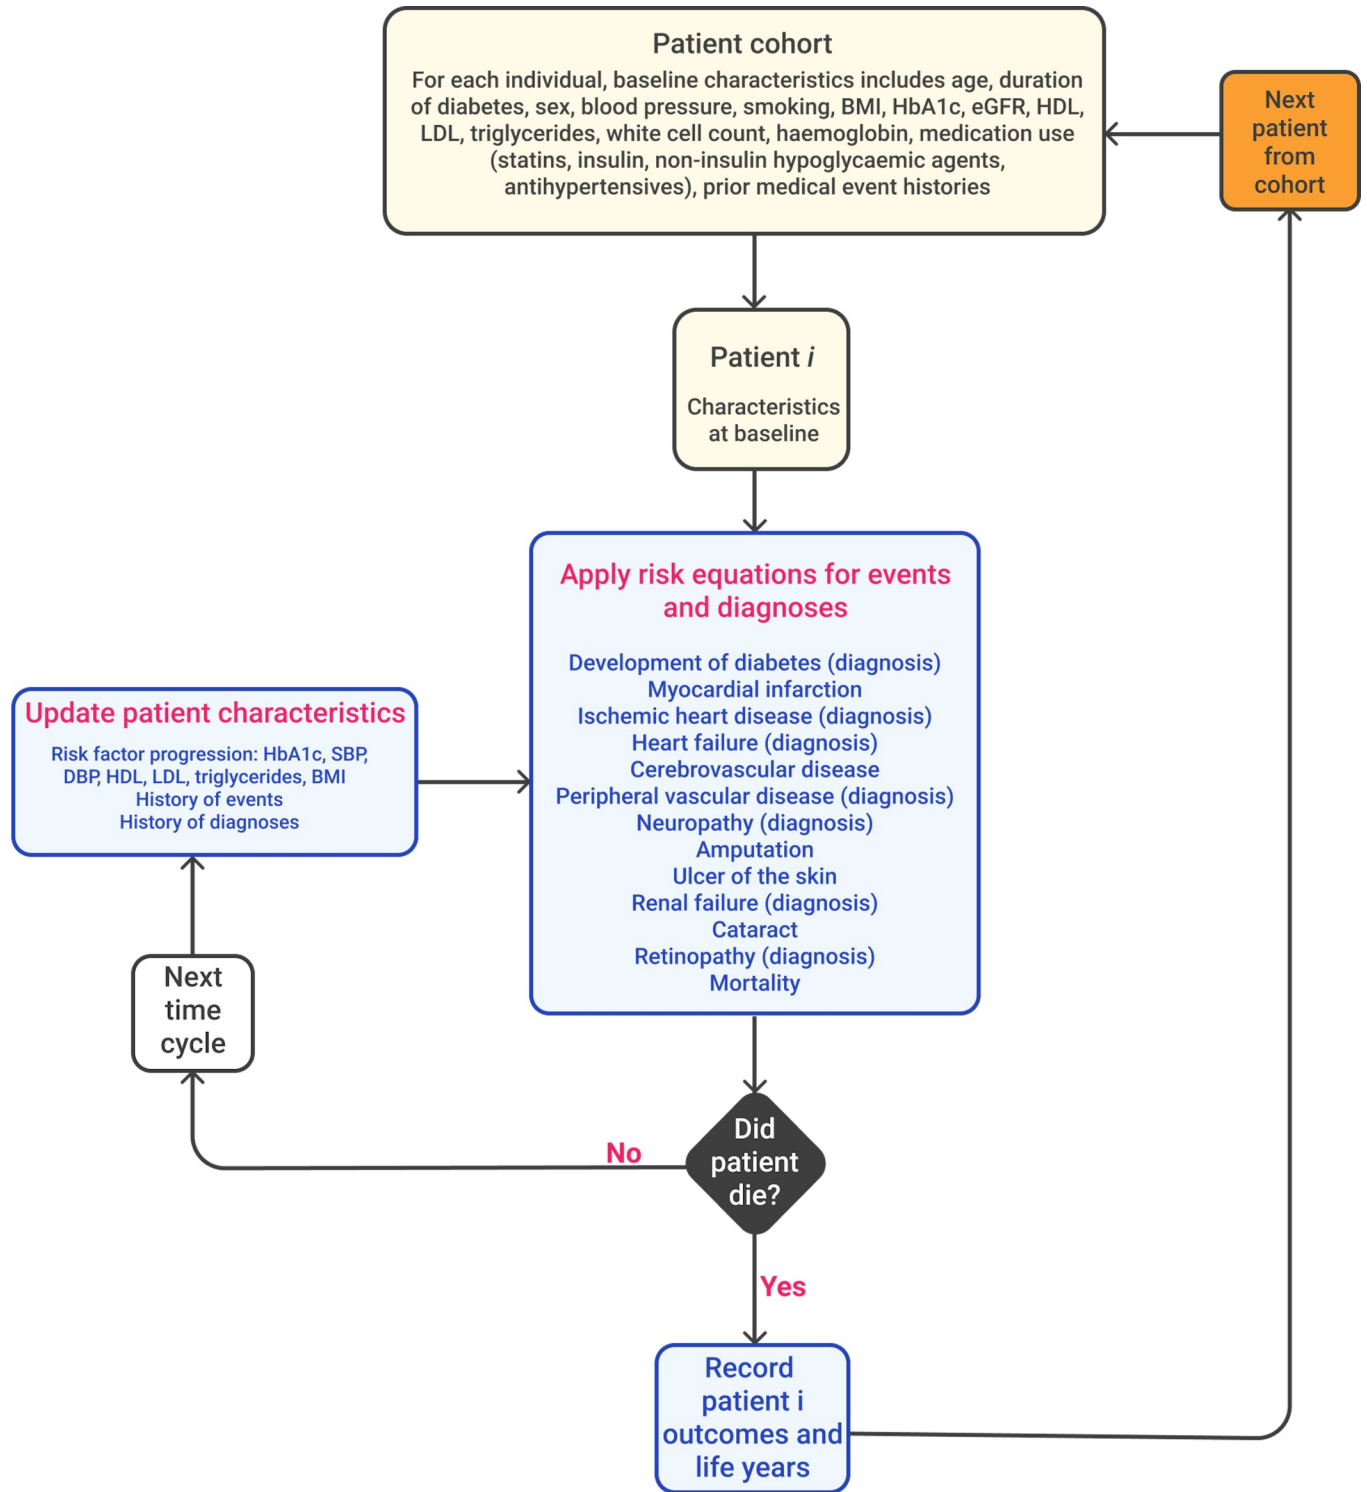 Patient cohort
For each individual, baseline characteristics includes age, duration
of diabetes, sex, blood pressure, smoking, BMI, HbA1c, eGFR, HDL,
LDL, triglycerides, white cell count, haemoglobin, medication use
(statins, insulin, non-insulin hypoglycaemic agents,
antihypertensives), prior medical event histories
Next
patient
from
cohort
Patient i
Characteristics
at baseline
Apply risk equations for events
and diagnoses
Development of diabetes (diagnosis)
Myocardial infarction
Ischemic heart disease (diagnosis)
Heart failure (diagnosis)
Cerebrovascular disease
Peripheral vascular disease (diagnosis)
Neuropathy (diagnosis)
Amputation
Ulcer of the skin
Renal failure (diagnosis)
Cataract
Retinopathy (diagnosis)
Mortality
Update patient characteristics
Risk factor progression: HbA1c, SBP,
DBP, HDL, LDL, triglycerides, BMI
History of events
History of diagnoses
Next
time
cycle
Did
patient
die?
No
Yes
Record
patient i
outcomes and
life years